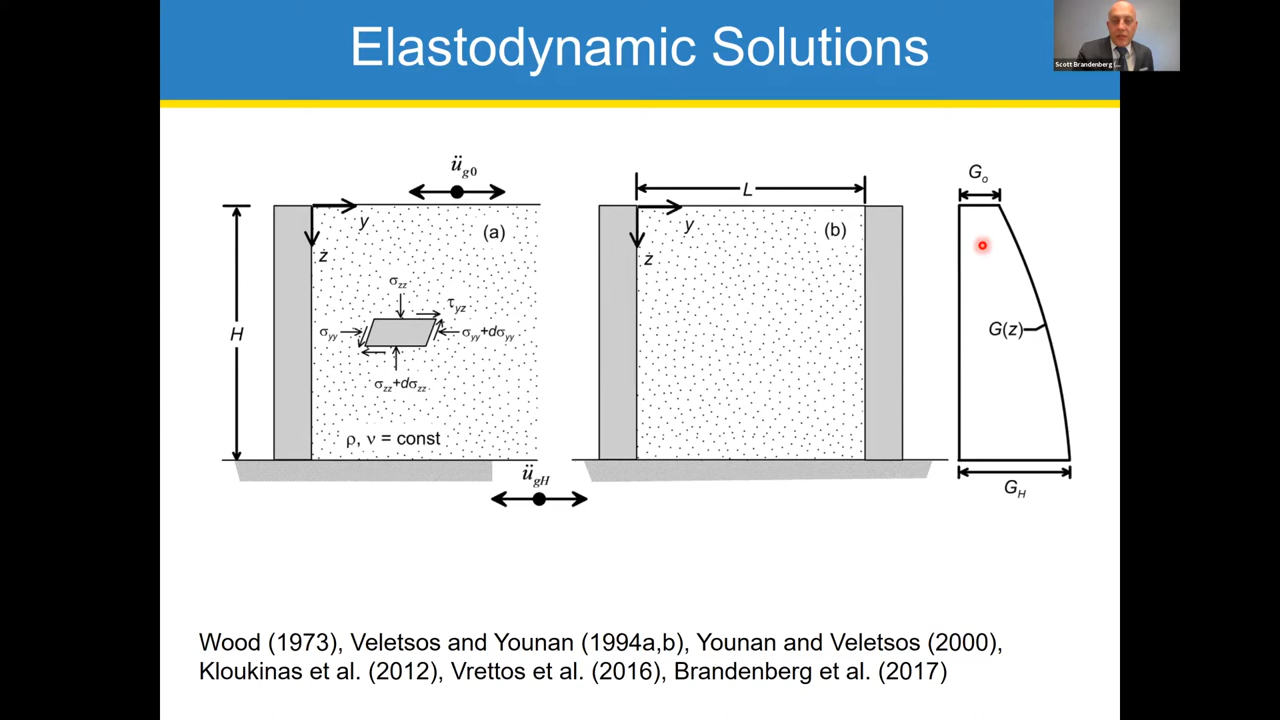 Elastodynamic Solutions
Scott Brandenberg (...
ü_g0
y
z
(a)
H
σ_zz
τ_yz
σ_yy
σ_yy+dσ_yy
σ_zz+dσ_zz
ρ, ν = const
ü_gH
L
y
z
(b)
G_o
G(z)
G_H
Wood (1973), Veletsos and Younan (1994a,b), Younan and Veletsos (2000),
Kloukinas et al. (2012), Vrettos et al. (2016), Brandenberg et al. (2017)